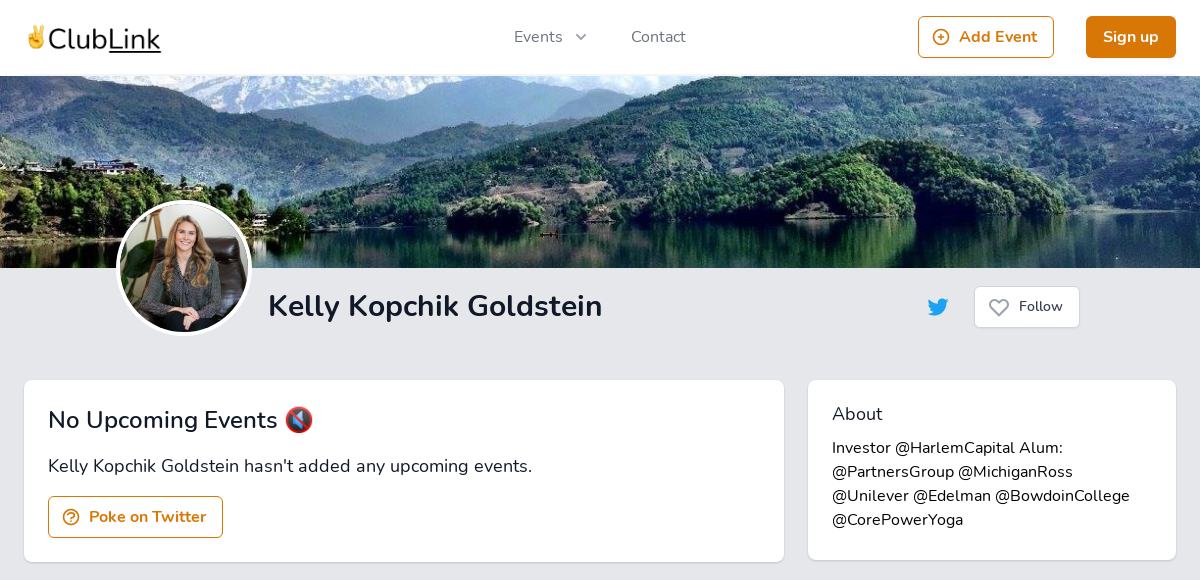 ClubLink
Events
Contact
Add Event
Sign up
Kelly Kopchik Goldstein
Follow
No Upcoming Events
Kelly Kopchik Goldstein hasn't added any upcoming events.
Poke on Twitter
About
Investor @HarlemCapital Alum:
@PartnersGroup @MichiganRoss
@Unilever @Edelman @BowdoinCollege
@CorePowerYoga